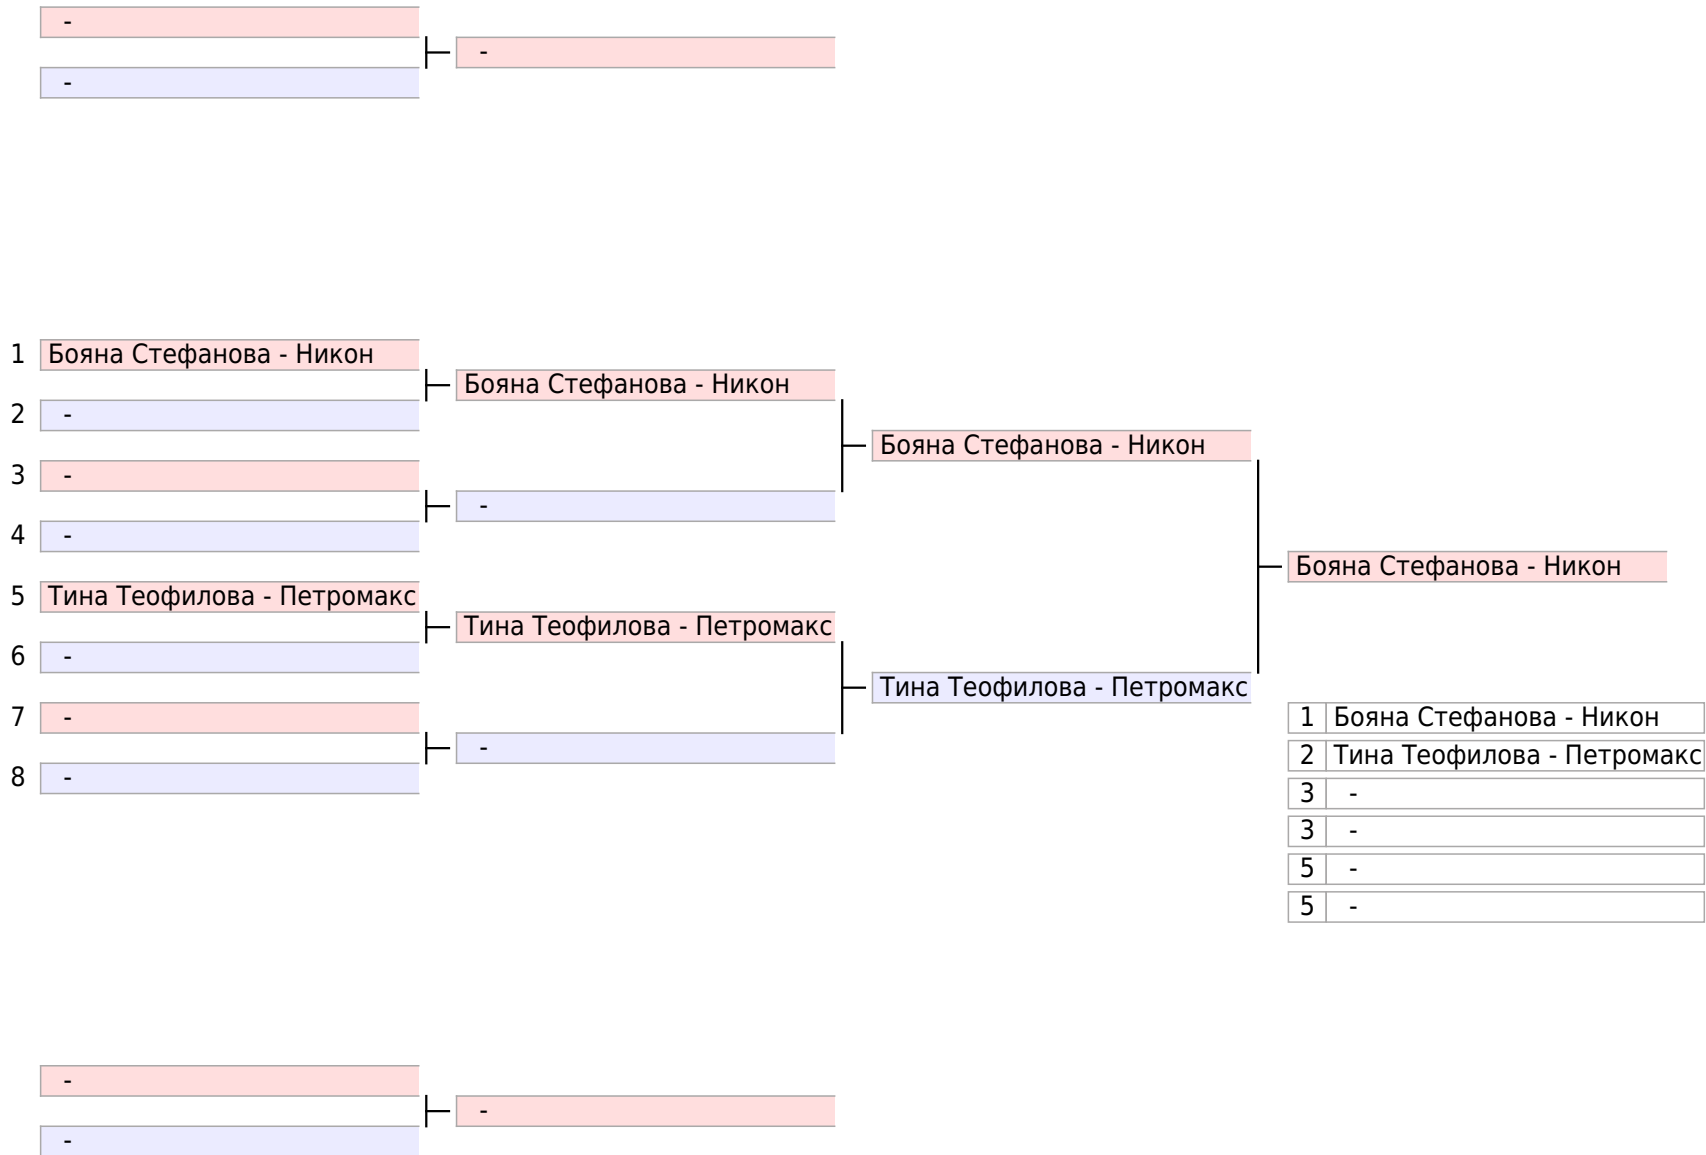 -
-
-
1 Бояна Стефанова - Никон
Бояна Стефанова - Никон
2 -
Бояна Стефанова - Никон
3 -
-
4 -
Бояна Стефанова - Никон
5 Тина Теофилова - Петромакс
Тина Теофилова - Петромакс
6 -
Тина Теофилова - Петромакс
7 -
1 Бояна Стефанова - Никон
-
2 Тина Теофилова - Петромакс
8 -
3 -
3 -
5 -
5 -
-
-
-